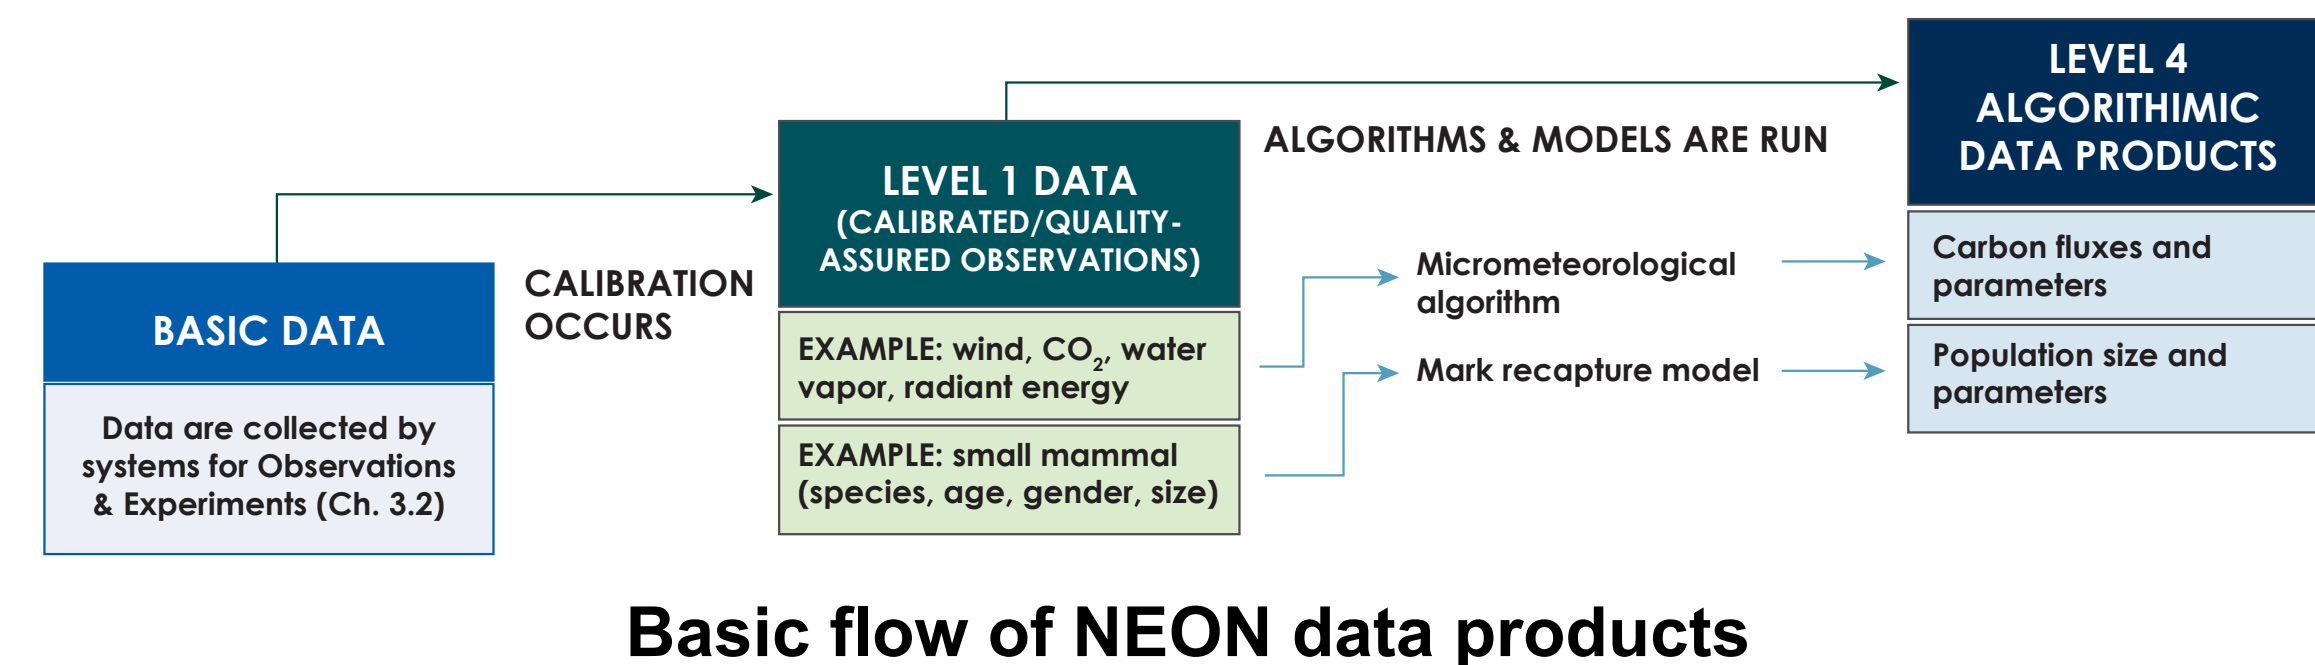 BASIC DATA
Data are collected by
systems for Observations
& Experiments (Ch. 3.2)
CALIBRATION
OCCURS
LEVEL 1 DATA
(CALIBRATED/QUALITY-
ASSURED OBSERVATIONS)
EXAMPLE: wind, CO₂, water
vapor, radiant energy
EXAMPLE: small mammal
(species, age, gender, size)
ALGORITHMS & MODELS ARE RUN
Micrometeorological
algorithm
Mark recapture model
LEVEL 4
ALGORITHIMIC
DATA PRODUCTS
Carbon fluxes and
parameters
Population size and
parameters
Basic flow of NEON data products